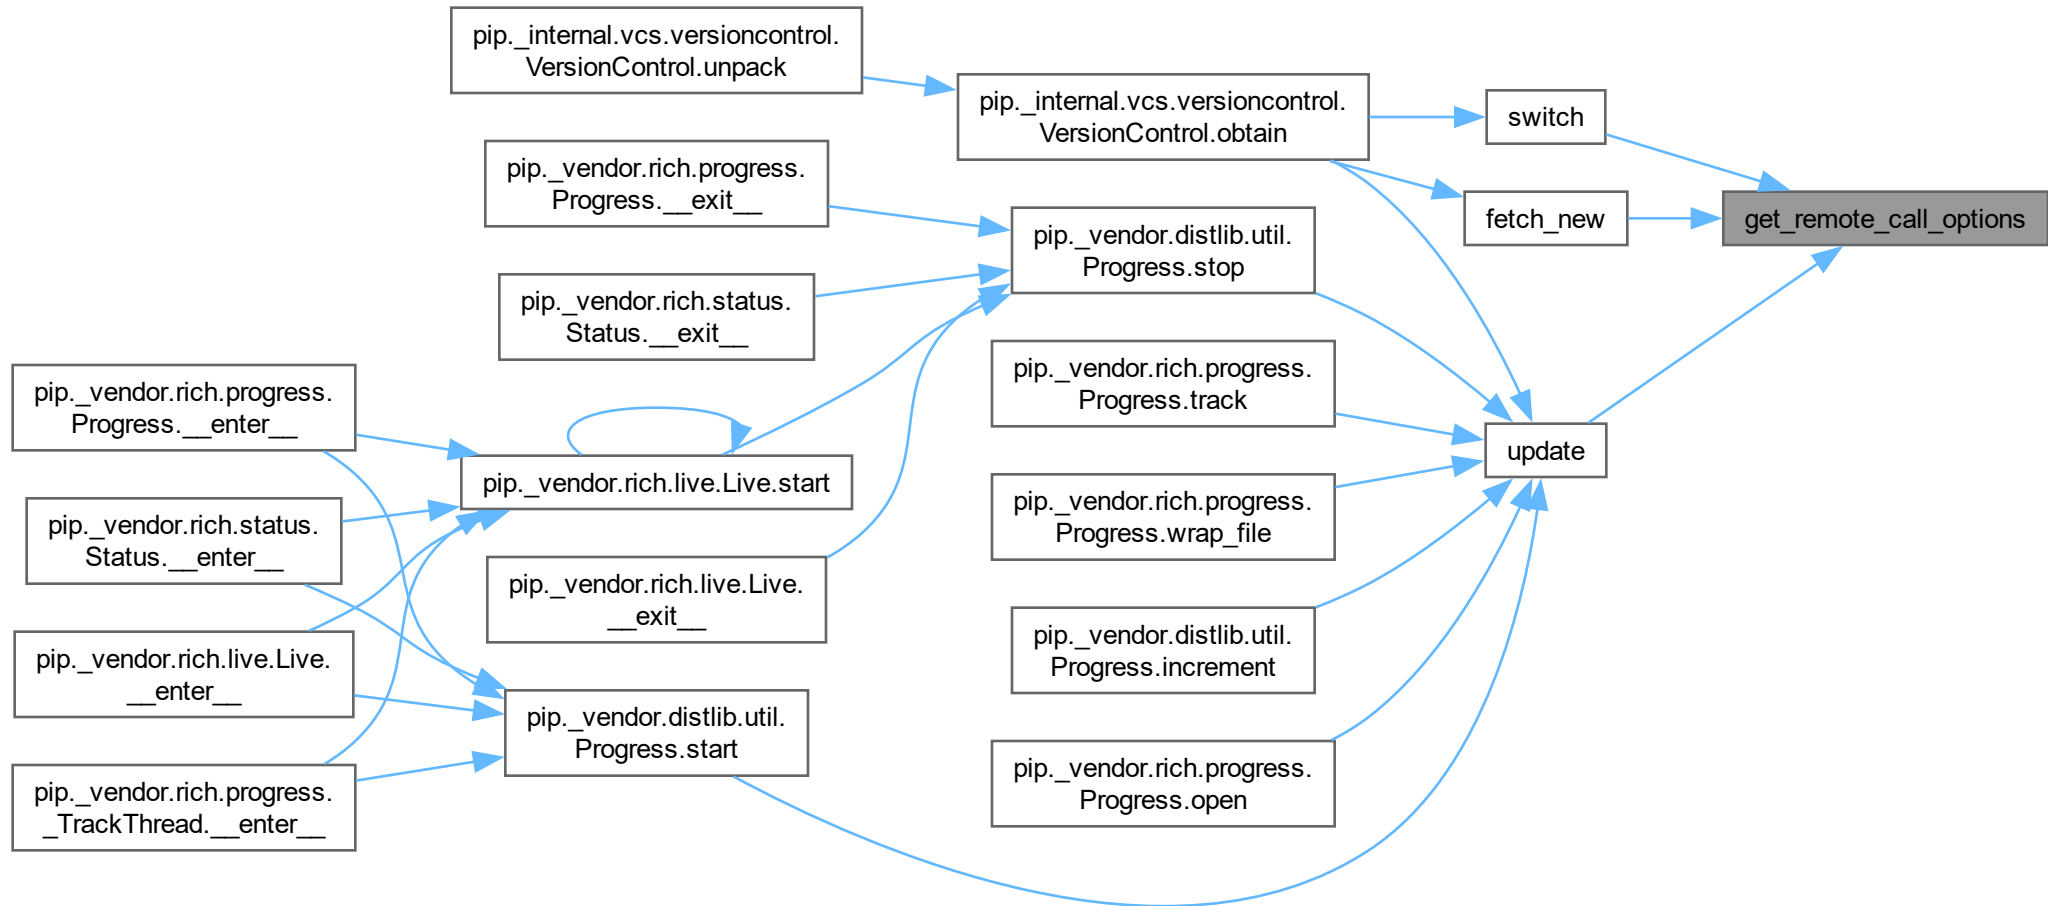 pip._internal.vcs.versioncontrol.
VersionControl.unpack
pip._internal.vcs.versioncontrol.
VersionControl.obtain
switch
pip._vendor.rich.progress.
Progress.__exit__
fetch_new
get_remote_call_options
pip._vendor.distlib.util.
Progress.stop
pip._vendor.rich.status.
Status.__exit__
pip._vendor.rich.progress.
Progress.track
pip._vendor.rich.progress.
Progress.__enter__
update
pip._vendor.rich.live.Live.start
pip._vendor.rich.progress.
Progress.wrap_file
pip._vendor.rich.status.
Status.__enter__
pip._vendor.rich.live.Live.
__exit__
pip._vendor.distlib.util.
Progress.increment
pip._vendor.rich.live.Live.
__enter__
pip._vendor.distlib.util.
Progress.start
pip._vendor.rich.progress.
Progress.open
pip._vendor.rich.progress.
_TrackThread.__enter__